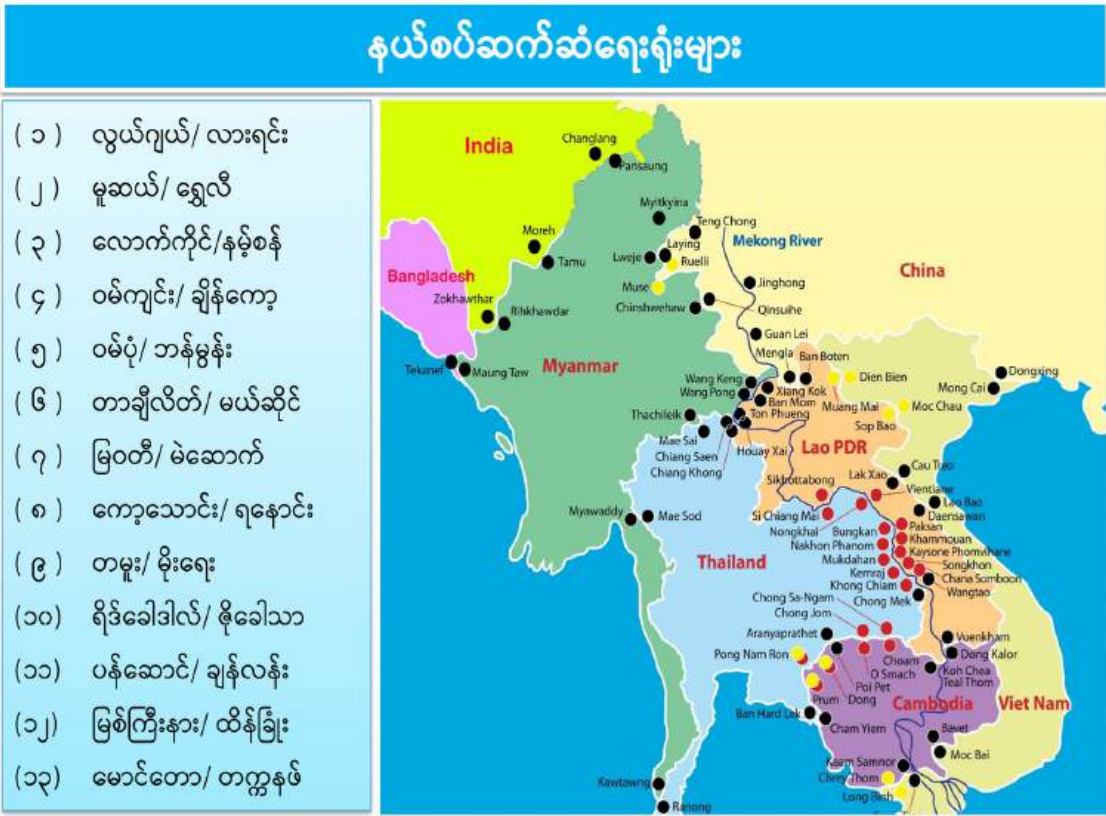 နယ်စပ်ဆက်ဆံရေးရုံးများ
(၁) လွယ်ဂျယ်/ လားရင်း
(၂) မူဆယ်/ ရွှေလီ
(၃) လောက်ကိုင်/နမ့်စန်
(၄) ဝမ်ကျင်း/ ချိန်ကော့
(၅) ဝမ်ပုံ/ ဘန်မွန်း
(၆) တာချီလိတ်/ မယ်ဆိုင်
(၇) မြဝတီ/ မဲဆောက်
(၈) ကော့သောင်း/ ရနောင်း
(၉) တမူး/ မိုးရေး
(၁၀) ရိဒ်ခေါ်ဒါလ်/ ဇိုခေါ်သာ
(၁၁) ပန်ဆောင်/ ချန်လန်း
(၁၂) မြစ်ကြီးနား/ ထိန်ခြုံး
(၁၃) မောင်တော/ တက္ကနဖ်
India
Changlang
Pansaung
Myitkyina
Teng Chong
Moreh
Tamu
Lweje
Laying
Ruelli
Mekong River
China
Bangladesh
Zokhawthar
Rihkhawdar
Muse
Chinshwehaw
Jinghong
Qinsuihe
Guan Lei
Mengla
Ban Boten
Tekanef
Maung Taw
Myanmar
Wang Keng
Wang Pong
Xiang Kok
Ban Mom
Ton Phueng
Dien Bien
Muang Mai
Moc Chau
Sop Bao
Mong Cai
Dongxing
Thachileik
Mae Sai
Chiang Saen
Chiang Khong
Houay Xai
Lao PDR
Lak Xao
Cau Treo
Sikhottabong
Vientiane
Lao Bao
Daensawan
Myawaddy
Mae Sod
Si Chiang Mai
Nongkhai
Bungkan
Paksan
Nakhon Phanom
Khammouan
Kaysone Phomvihane
Mukdahan
Songkhon
Thailand
Kemraj
Chana Somboon
Khong Chiam
Wangtao
Chong Mek
Chong Sa-Ngam
Chong Jom
Aranyaprathet
Vuenkham
Dong Kalor
Pong Nam Ron
Choam
O Smach
Koh Chea
Teal Thom
Poi Pet
Dong
Prum
Cambodia
Viet Nam
Ban Hard Lek
Cham Yiem
Bavet
Moc Bai
Kaam Samnor
Chrey Thom
Long Binh
Kawtawng
Ranong